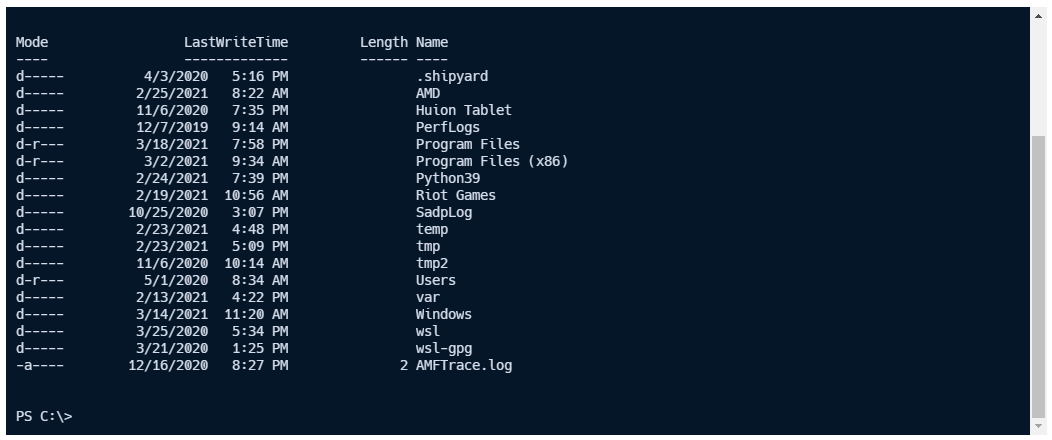 Mode                 LastWriteTime         Length Name
----                 -------------         ------ ----
d-----          4/3/2020   5:16 PM                .shipyard
d-----         2/25/2021   8:22 AM                AMD
d-----         11/6/2020   7:35 PM                Huion Tablet
d-----         12/7/2019   9:14 AM                PerfLogs
d-r---         3/18/2021   7:58 PM                Program Files
d-r---          3/2/2021   9:34 AM                Program Files (x86)
d-----         2/24/2021   7:39 PM                Python39
d-----         2/19/2021  10:56 AM                Riot Games
d-----        10/25/2020   3:07 PM                SadpLog
d-----         2/23/2021   4:48 PM                temp
d-----         2/23/2021   5:09 PM                tmp
d-----         11/6/2020  10:14 AM                tmp2
d-r---          5/1/2020   8:34 AM                Users
d-----         2/13/2021   4:22 PM                var
d-----         3/14/2021  11:20 AM                Windows
d-----         3/25/2020   5:34 PM                wsl
d-----         3/21/2020   1:25 PM                wsl-gpg
-a----        12/16/2020   8:27 PM              2 AMFTrace.log
PS C:\>